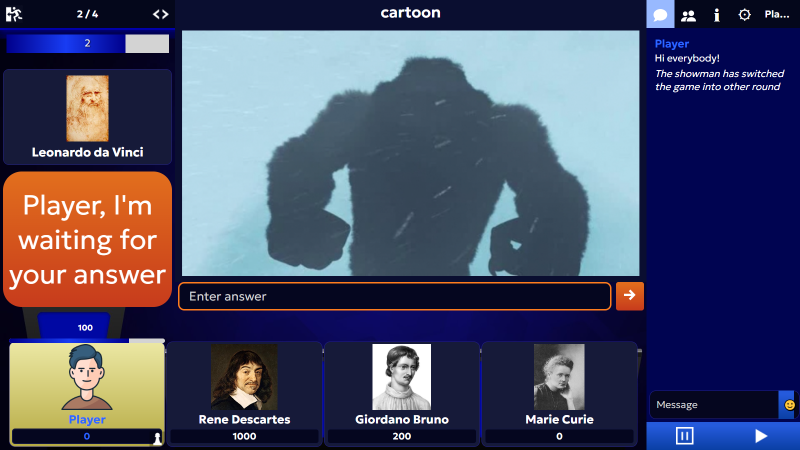 2 / 4
cartoon
Pla...
2
Leonardo da Vinci
Player, I'm
waiting for
your answer
100
Enter answer
Player
0
Rene Descartes
1000
Giordano Bruno
200
Marie Curie
0
Player
Hi everybody!
The showman has switched
the game into other round
Message